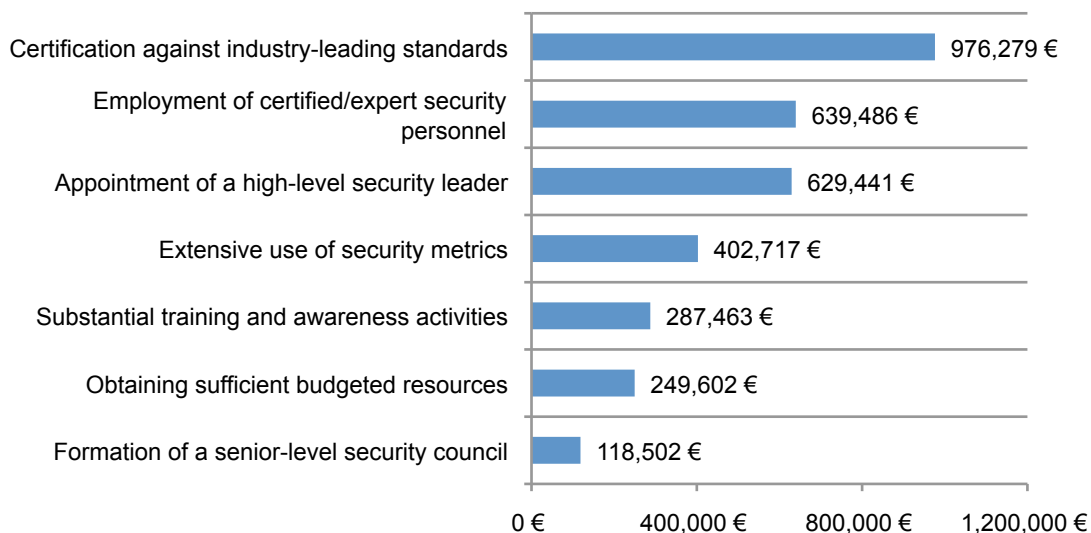 Certification against industry-leading standards
976,279 €
Employment of certified/expert security
personnel
639,486 €
Appointment of a high-level security leader
629,441 €
Extensive use of security metrics
402,717 €
Substantial training and awareness activities
287,463 €
Obtaining sufficient budgeted resources
249,602 €
Formation of a senior-level security council
118,502 €
0 € 400,000 € 800,000 € 1,200,000 €